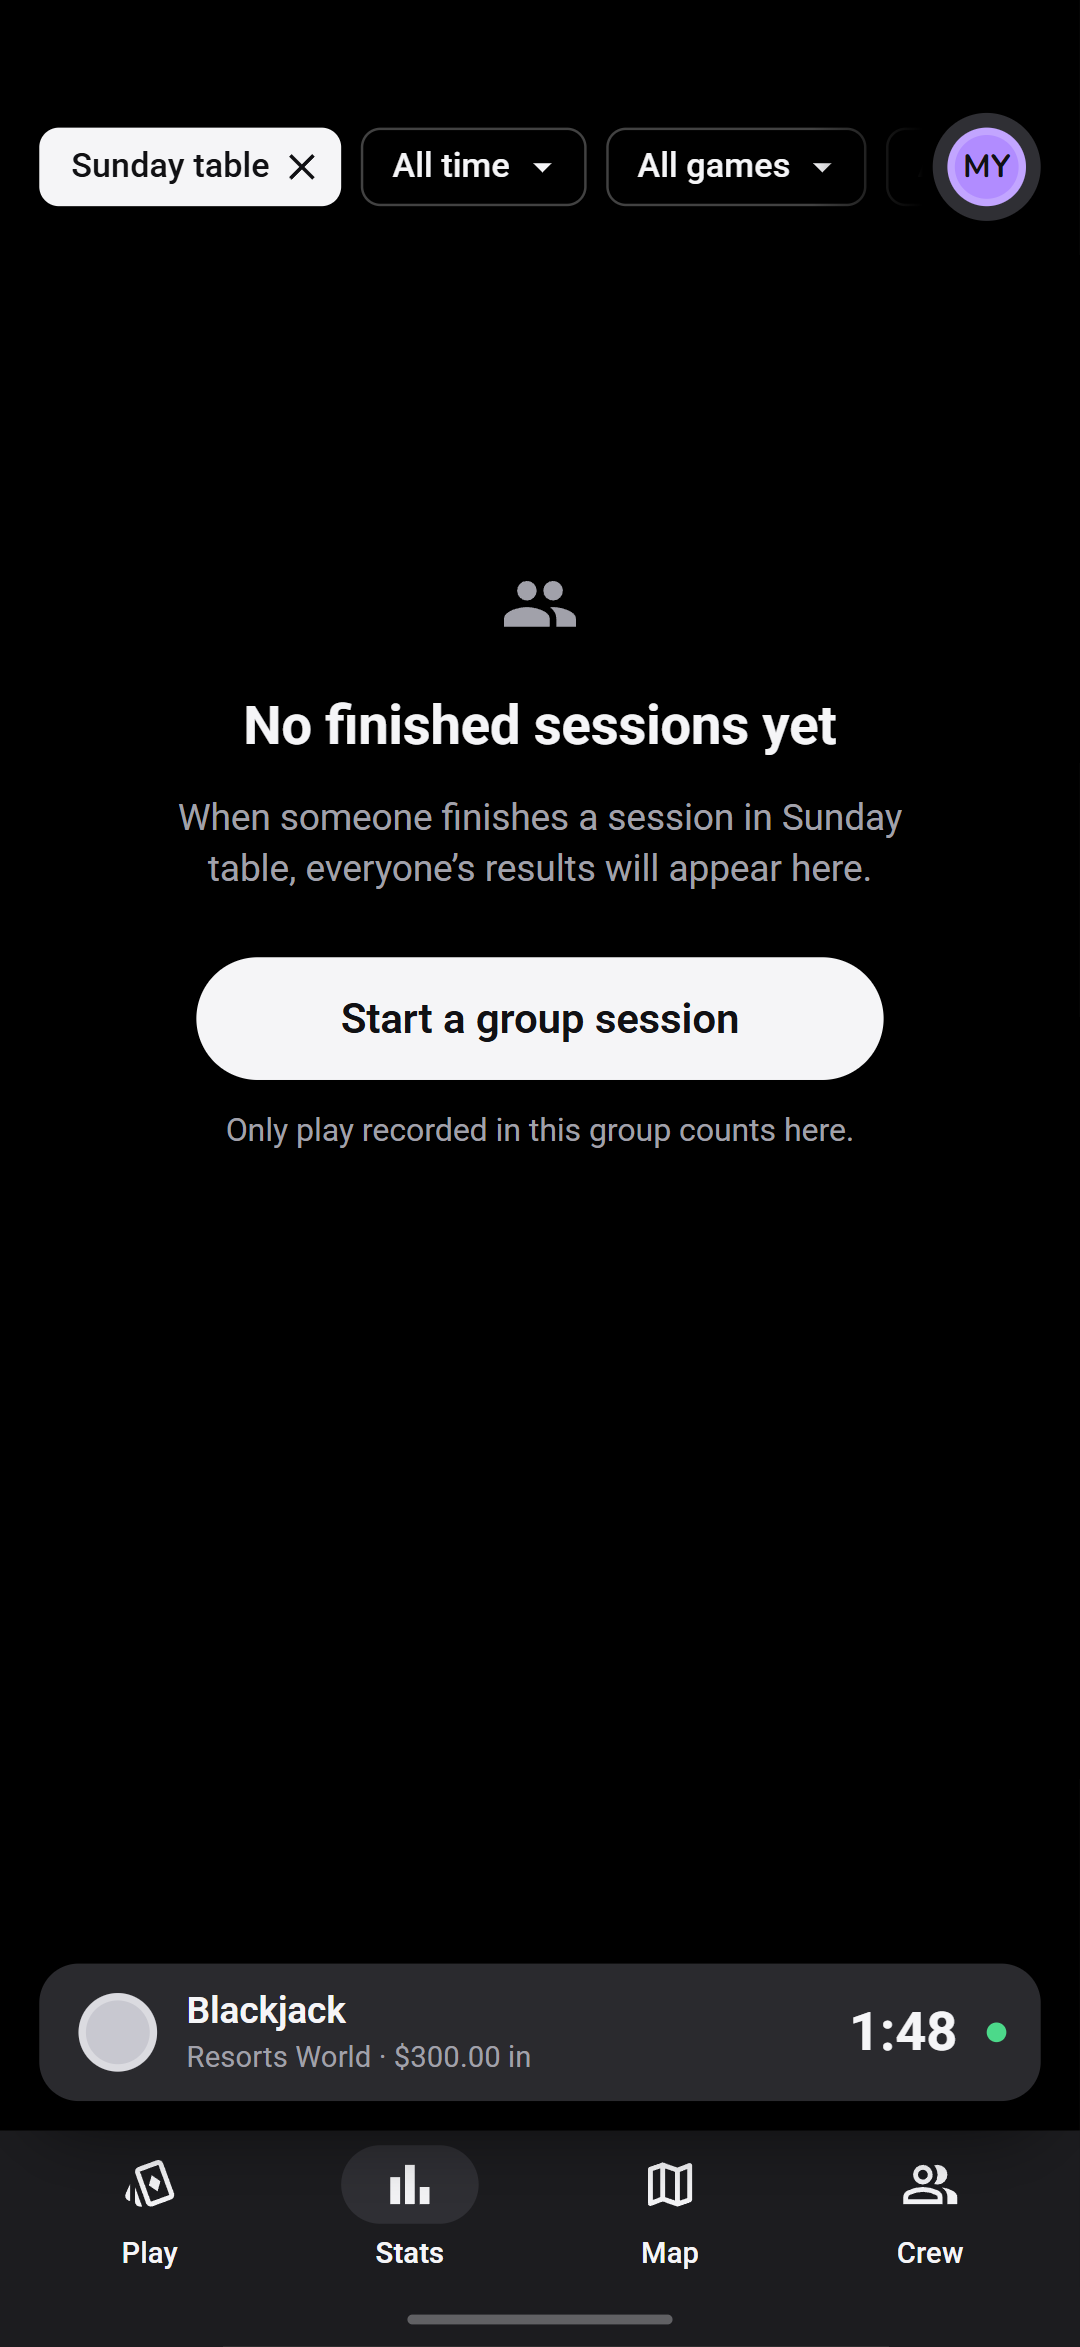 Sunday table
All time
All games
MY
No finished sessions yet
When someone finishes a session in Sunday
table, everyone’s results will appear here.
Start a group session
Only play recorded in this group counts here.
Blackjack
Resorts World · $300.00 in
1:48
Play
Stats
Map
Crew